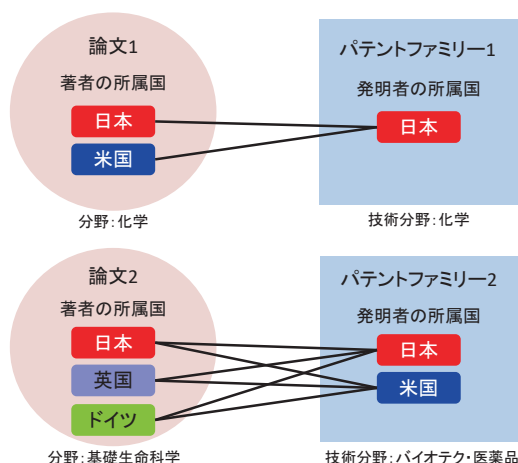 論文1
著者の所属国
日本
米国
分野:化学
パテントファミリー1
発明者の所属国
日本
技術分野:化学
論文2
著者の所属国
日本
英国
ドイツ
分野:基礎生命科学
パテントファミリー2
発明者の所属国
日本
米国
技術分野:バイオテク・医薬品